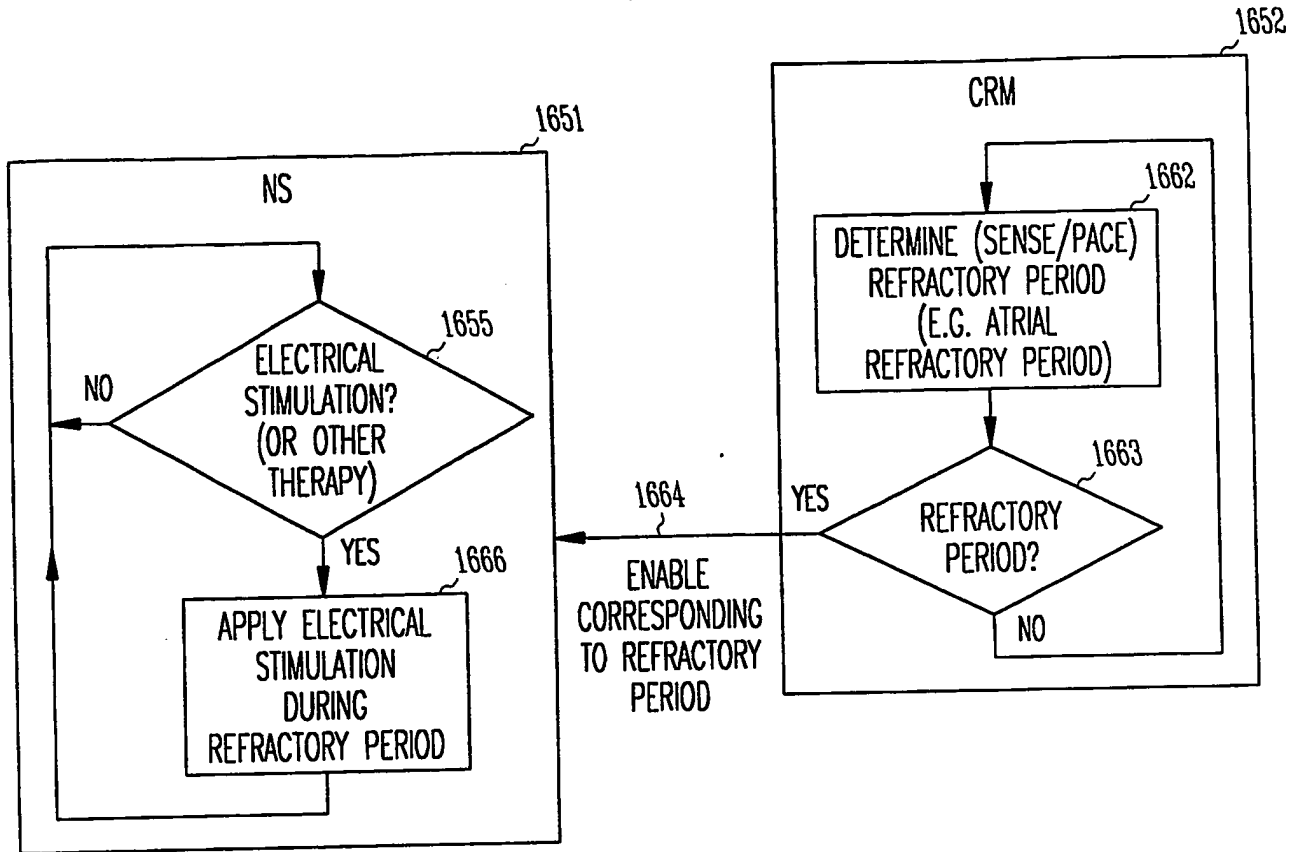 1651
NS
1655
ELECTRICAL
STIMULATION?
(OR OTHER
THERAPY)
NO
YES
1666
APPLY ELECTRICAL
STIMULATION
DURING
REFRACTORY PERIOD
1664
ENABLE
CORRESPONDING
TO REFRACTORY
PERIOD
1652
CRM
1662
DETERMINE (SENSE/PACE)
REFRACTORY PERIOD
(E.G. ATRIAL
REFRACTORY PERIOD)
1663
YES
REFRACTORY
PERIOD?
NO